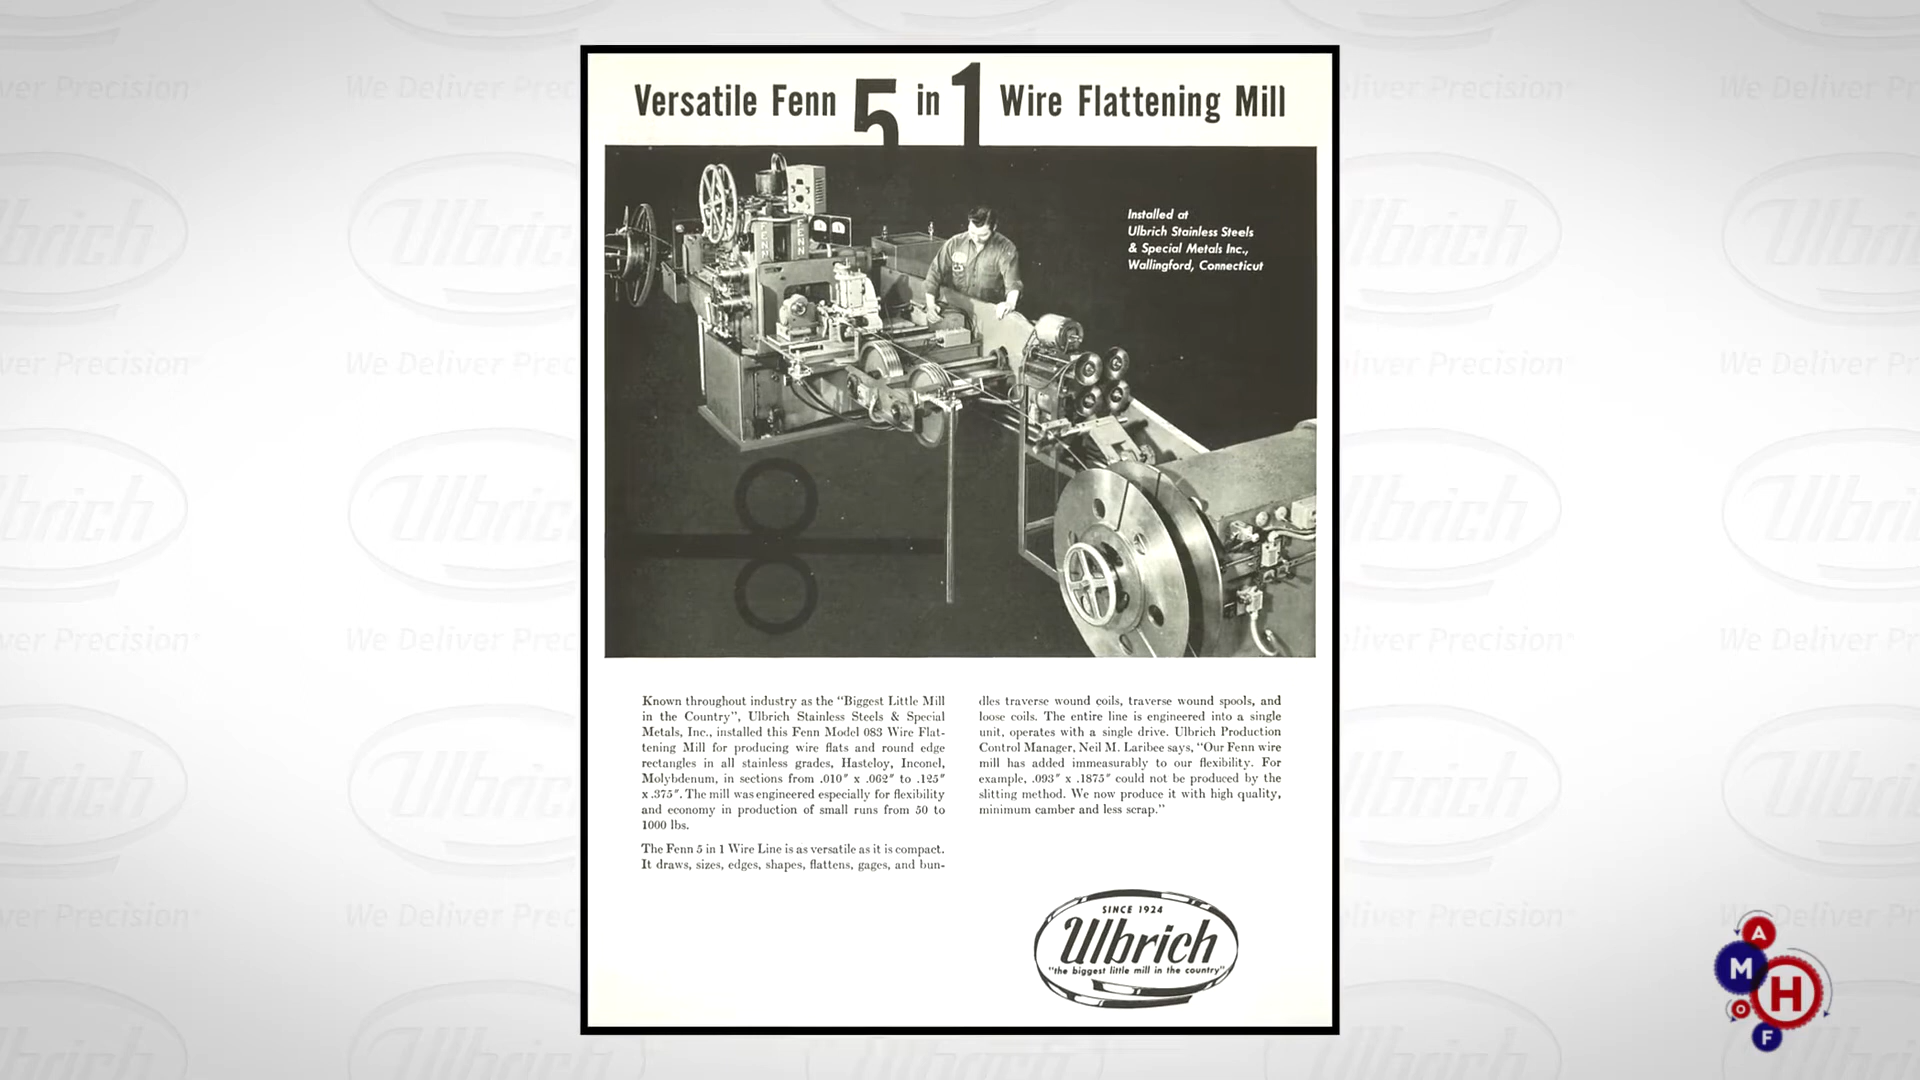 Versatile Fenn 5 in 1 Wire Flattening Mill
FENN
FENN
Installed at
Ulbrich Stainless Steels
& Special Metals Inc.,
Wallingford, Connecticut
Known throughout industry as the “Biggest Little Mill
in the Country”, Ulbrich Stainless Steels & Special
Metals, Inc., installed this Fenn Model 083 Wire Flat-
tening Mill for producing wire flats and round edge
rectangles in all stainless grades, Hasteloy, Inconel,
Molybdenum, in sections from .010″ x .062″ to .125″
x .375″. The mill was engineered especially for flexibility
and economy in production of small runs from 50 to
1000 lbs.
The Fenn 5 in 1 Wire Line is as versatile as it is compact.
It draws, sizes, edges, shapes, flattens, gages, and bun-
dles traverse wound coils, traverse wound spools, and
loose coils. The entire line is engineered into a single
unit, operates with a single drive. Ulbrich Production
Control Manager, Neil M. Laribee says, “Our Fenn wire
mill has added immeasurably to our flexibility. For
example, .093″ x .1875″ could not be produced by the
slitting method. We now produce it with high quality,
minimum camber and less scrap.”
SINCE 1924
Ulbrich
"the biggest little mill in the country"
We Deliver Precision
Ulbrich
A
M
H
O
F